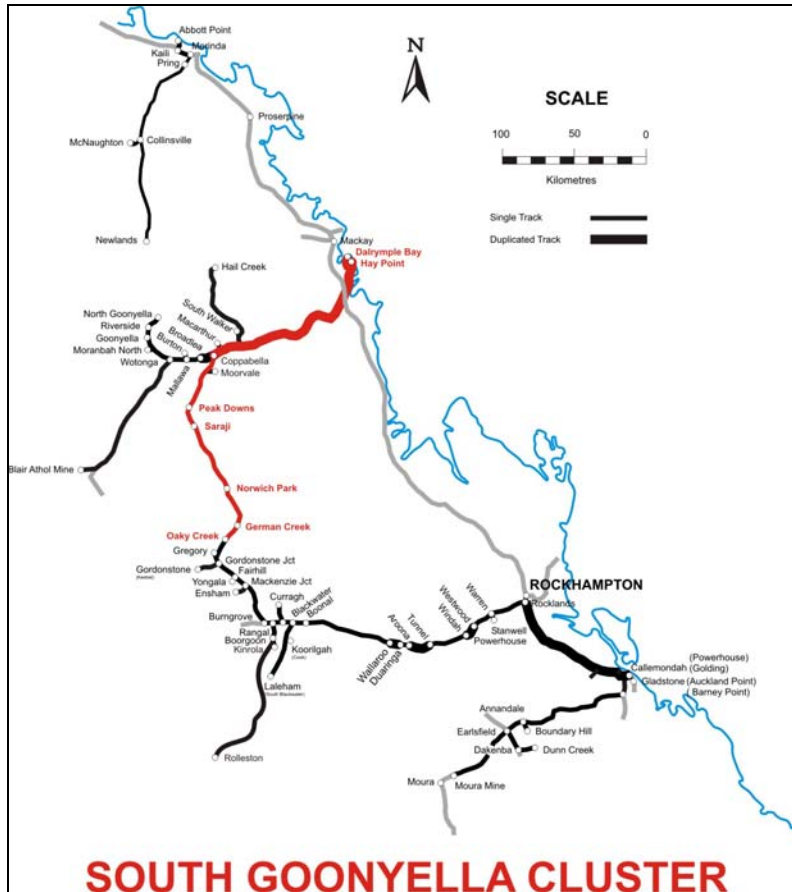 Abbott Point
Kaili
Merinda
Pring
N
SCALE
100 50 0
Kilometres
Single Track
Duplicated Track
Proserpine
McNaughton
Collinsville
Newlands
Mackay
Dalrymple Bay
Hay Point
Hail Creek
South Walker
Macarthur
North Goonyella
Riverside
Goonyella
Moranbah North
Wotonga
Broadlea
Burton
Mallawa
Coppabella
Moorvale
Peak Downs
Saraji
Blair Athol Mine
Norwich Park
German Creek
Oaky Creek
Gregory
Gordonstone Jct
Gordonstone
Fairhill
Yongala
Mackenzie Jct
Ensham
Curragh
Blackwater
Boonal
Burngrove
Rangal
Boorgoon
Kinrola
Koorilgah
(Cook)
Laleham
(South Blackwater)
Rolleston
Wallaroo
Duaringa
Aroona
Tunnel
Windah
Westwood
Warren
Stanwell
Powerhouse
ROCKHAMPTON
Rocklands
Callemondah (Powerhouse)
(Golding)
Gladstone (Auckland Point)
(Barney Point)
Annandale
Earlsfield
Boundary Hill
Dakenba
Dunn Creek
Moura
Moura Mine
SOUTH GOONYELLA CLUSTER